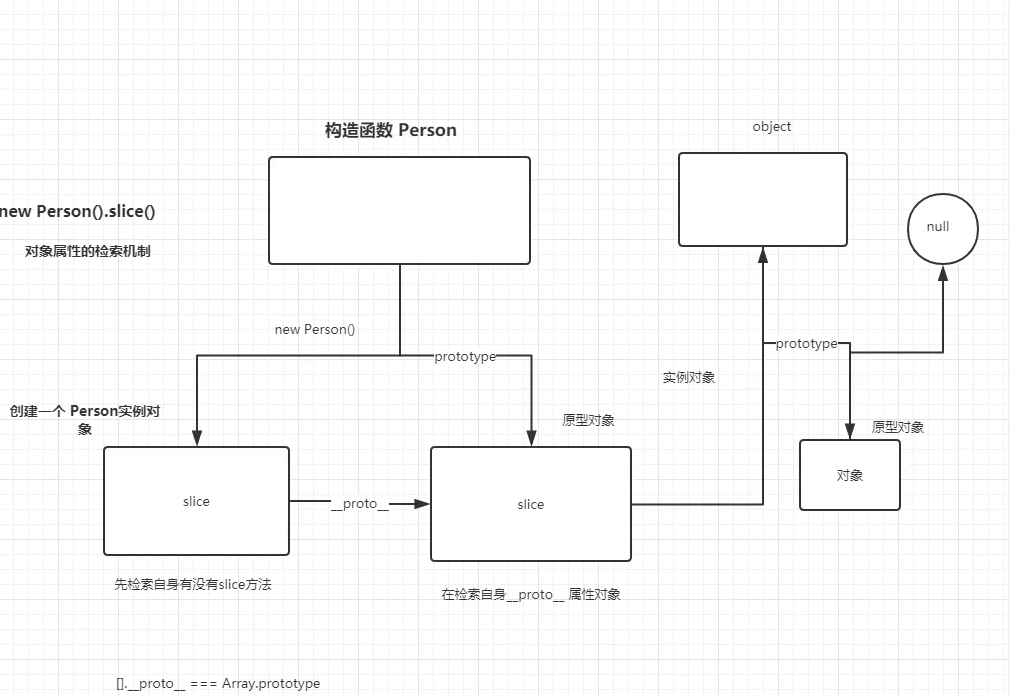 构造函数 Person
object
new Person().slice()
null
对象属性的检索机制
new Person()
prototype
prototype
实例对象
创建一个 Person实例对
象
原型对象
原型对象
对象
slice
__proto__
slice
先检索自身有没有slice方法
在检索自身__proto__ 属性对象
[].__proto__ === Array.prototype